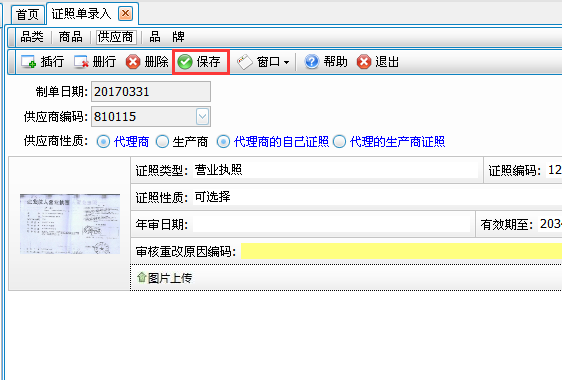 首页 证照单录入
品类 商品 供应商 品 牌
插行 删行 删除 保存 窗口 帮助 退出
制单日期: 20170331
供应商编码: 810115
供应商性质: 代理商 生产商 代理商的自己证照 代理的生产商证照
证照类型: 营业执照 证照编码: 12
证照性质: 可选择
年审日期: 有效期至: 203
审核重改原因编码:
图片上传